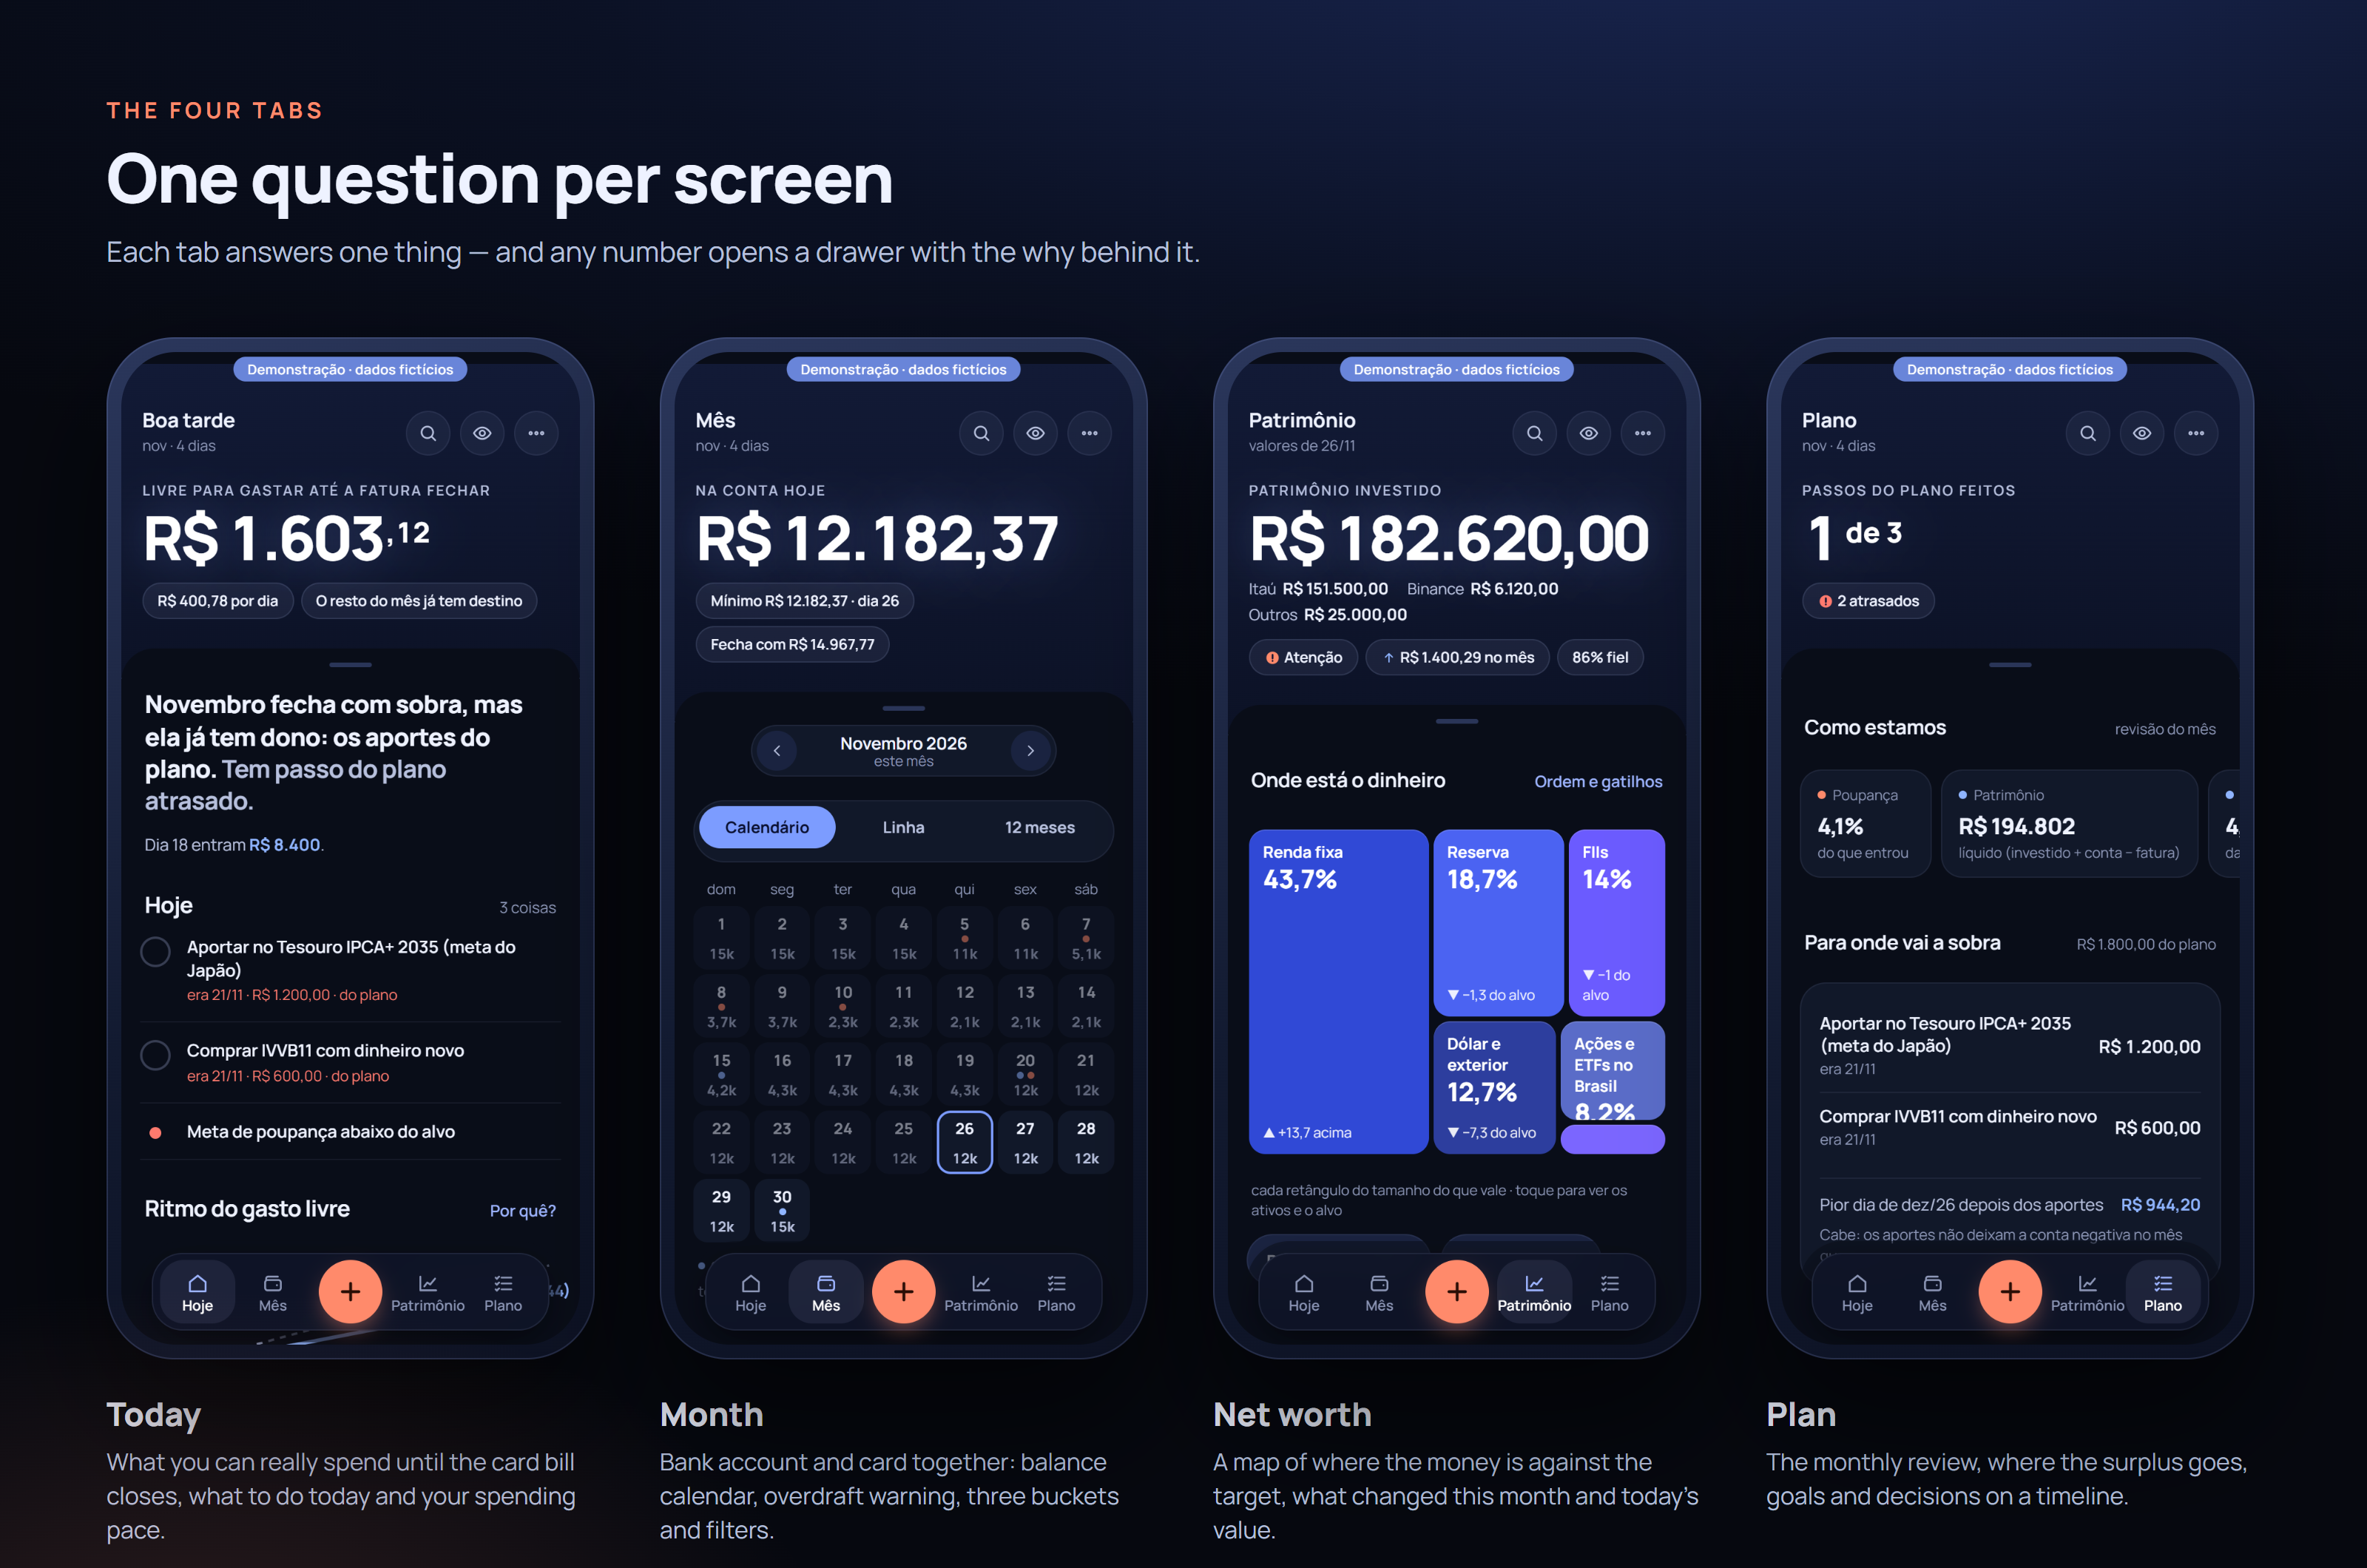 THE FOUR TABS
One question per screen
Each tab answers one thing — and any number opens a drawer with the why behind it.
Demonstração · dados fictícios
Boa tarde
nov · 4 dias
LIVRE PARA GASTAR ATÉ A FATURA FECHAR
R$ 1.603,12
R$ 400,78 por dia
O resto do mês já tem destino
Novembro fecha com sobra, mas
ela já tem dono: os aportes do
plano. Tem passo do plano
atrasado.
Dia 18 entram R$ 8.400.
Hoje
3 coisas
Aportar no Tesouro IPCA+ 2035 (meta do
Japão)
era 21/11 · R$ 1.200,00 · do plano
Comprar IVVB11 com dinheiro novo
era 21/11 · R$ 600,00 · do plano
Meta de poupança abaixo do alvo
Ritmo do gasto livre
Por quê?
Hoje
Mês
+
Patrimônio
Plano
Today
What you can really spend until the card bill
closes, what to do today and your spending
pace.
Demonstração · dados fictícios
Mês
nov · 4 dias
NA CONTA HOJE
R$ 12.182,37
Mínimo R$ 12.182,37 · dia 26
Fecha com R$ 14.967,77
Novembro 2026
este mês
Calendário
Linha
12 meses
dom seg ter qua qui sex sáb
1 2 3 4 5 6 7
15k 15k 15k 15k 11k 11k 5,1k
8 9 10 11 12 13 14
3,7k 3,7k 2,3k 2,3k 2,1k 2,1k 2,1k
15 16 17 18 19 20 21
4,2k 4,3k 4,3k 4,3k 4,3k 12k 12k
22 23 24 25 26 27 28
12k 12k 12k 12k 12k 12k 12k
29 30
12k 15k
Hoje
Mês
+
Patrimônio
Plano
Month
Bank account and card together: balance
calendar, overdraft warning, three buckets
and filters.
Demonstração · dados fictícios
Patrimônio
valores de 26/11
PATRIMÔNIO INVESTIDO
R$ 182.620,00
Itaú R$ 151.500,00 Binance R$ 6.120,00
Outros R$ 25.000,00
Atenção
↑ R$ 1.400,29 no mês
86% fiel
Onde está o dinheiro
Ordem e gatilhos
Renda fixa
43,7%
▲ +13,7 acima
Reserva
18,7%
▼ −1,3 do alvo
FIIs
14%
▼ −1 do
alvo
Dólar e
exterior
12,7%
▼ −7,3 do alvo
Ações e
ETFs no
Brasil
8,2%
cada retângulo do tamanho do que vale · toque para ver os
ativos e o alvo
Hoje
Mês
+
Patrimônio
Plano
Net worth
A map of where the money is against the
target, what changed this month and today's
value.
Demonstração · dados fictícios
Plano
nov · 4 dias
PASSOS DO PLANO FEITOS
1 de 3
2 atrasados
Como estamos
revisão do mês
Poupança
4,1%
do que entrou
Patrimônio
R$ 194.802
líquido (investido + conta − fatura)
Para onde vai a sobra
R$ 1.800,00 do plano
Aportar no Tesouro IPCA+ 2035
(meta do Japão)
era 21/11
R$ 1.200,00
Comprar IVVB11 com dinheiro novo
era 21/11
R$ 600,00
Pior dia de dez/26 depois dos aportes
R$ 944,20
Cabe: os aportes não deixam a conta negativa no mês
Hoje
Mês
+
Patrimônio
Plano
Plan
The monthly review, where the surplus goes,
goals and decisions on a timeline.